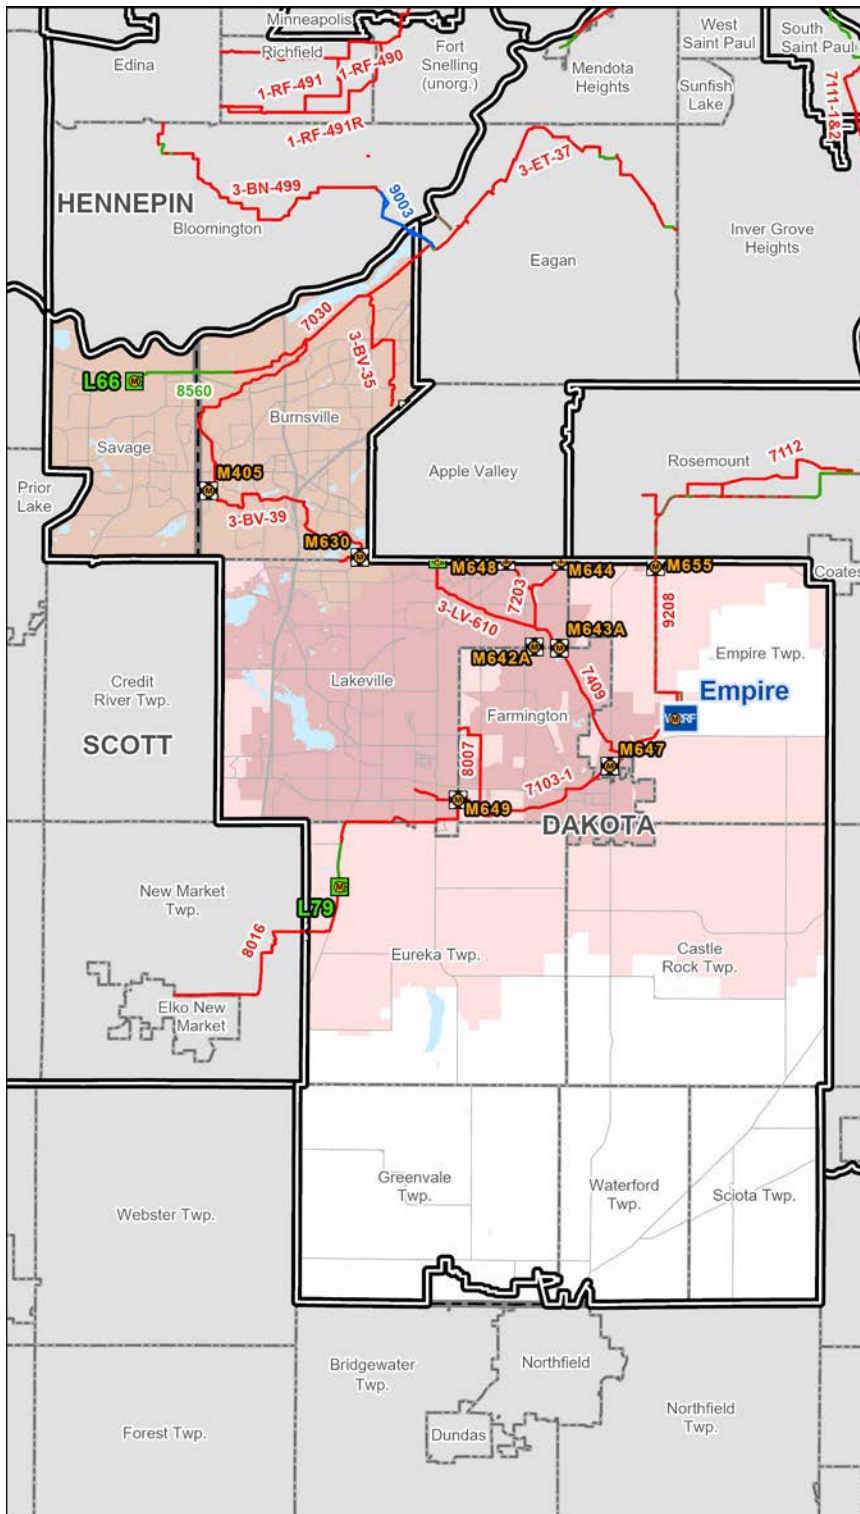 Minneapolis
Richfield
Edina
Fort
Snelling
(unorg.)
West
Saint Paul
South
Saint Paul
Mendota
Heights
Sunfish
Lake
1-RF-490
1-RF-491
1-RF-491R
7111-1&2
3-ET-37
3-BN-499
9003
HENNEPIN
Bloomington
Inver Grove
Heights
Eagan
7030
3-BV-35
L66
8560
Burnsville
Savage
7112
Rosemount
Apple Valley
M405
Prior
Lake
3-BV-39
M630
M648
M644
M655
Coates
7203
3-LV-610
9208
M643A
M642A
Empire Twp.
Credit
River Twp.
Lakeville
7409
Empire
M
Farmington
SCOTT
8007
M647
7103-1
M649
DAKOTA
New Market
Twp.
L79
8016
Eureka Twp.
Castle
Rock Twp.
Elko New
Market
Greenvale
Twp.
Waterford
Twp.
Sciota Twp.
Webster Twp.
Bridgewater
Twp.
Northfield
Northfield
Twp.
Forest Twp.
Dundas